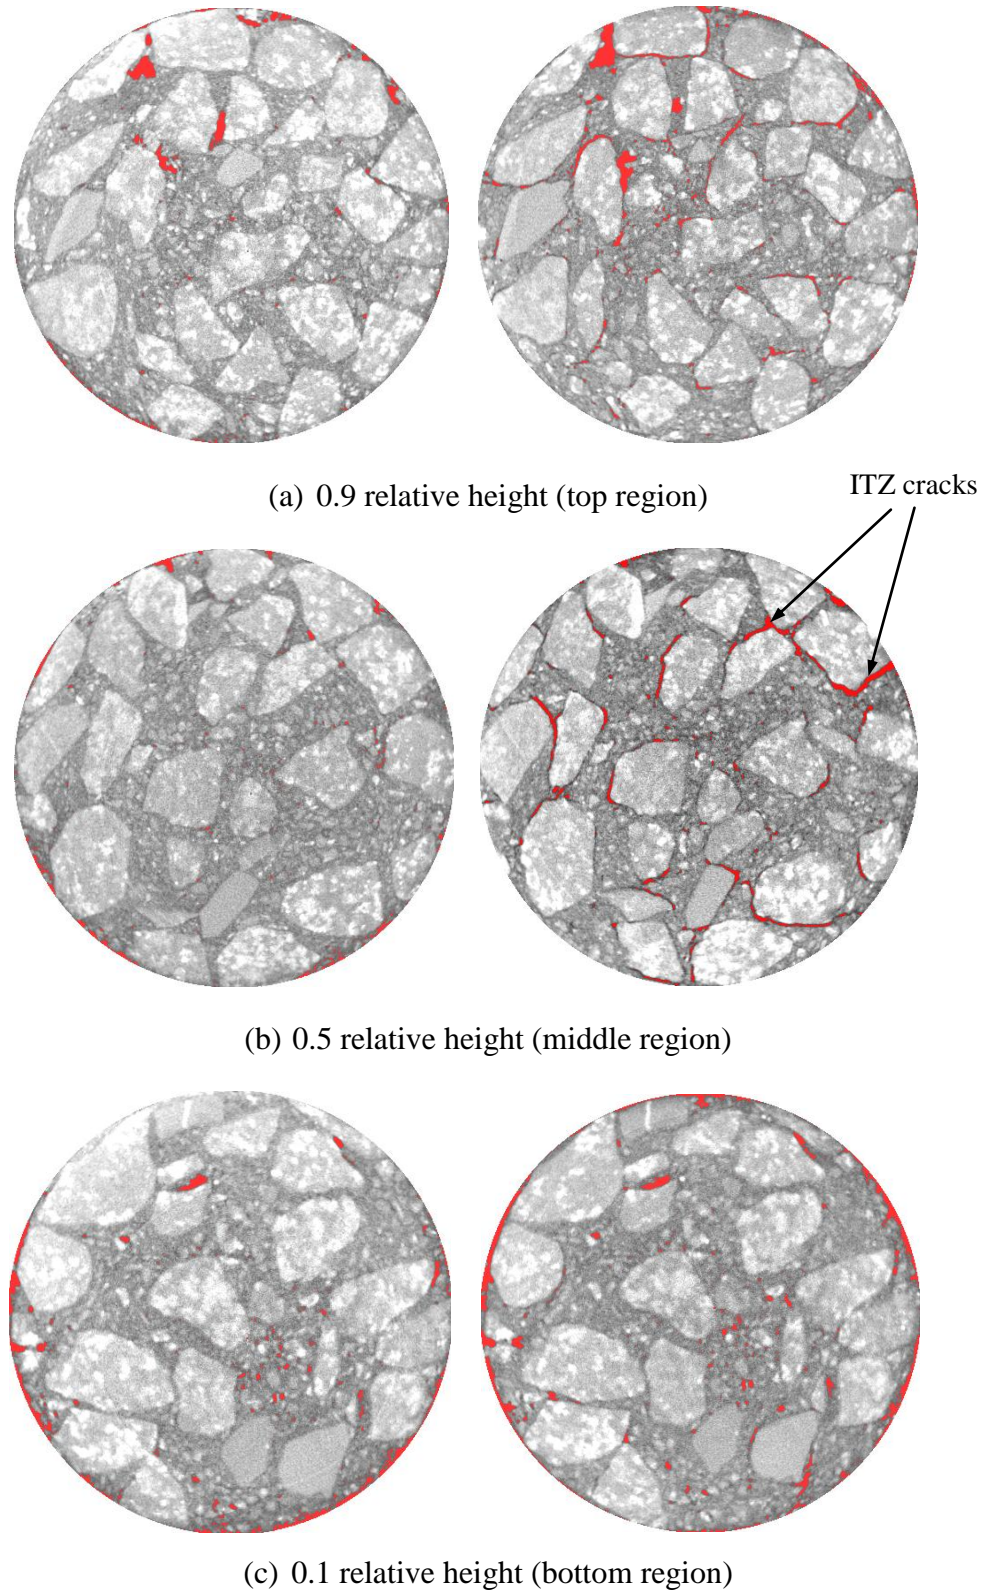 (a) 0.9 relative height (top region)
ITZ cracks
(b) 0.5 relative height (middle region)
(c) 0.1 relative height (bottom region)